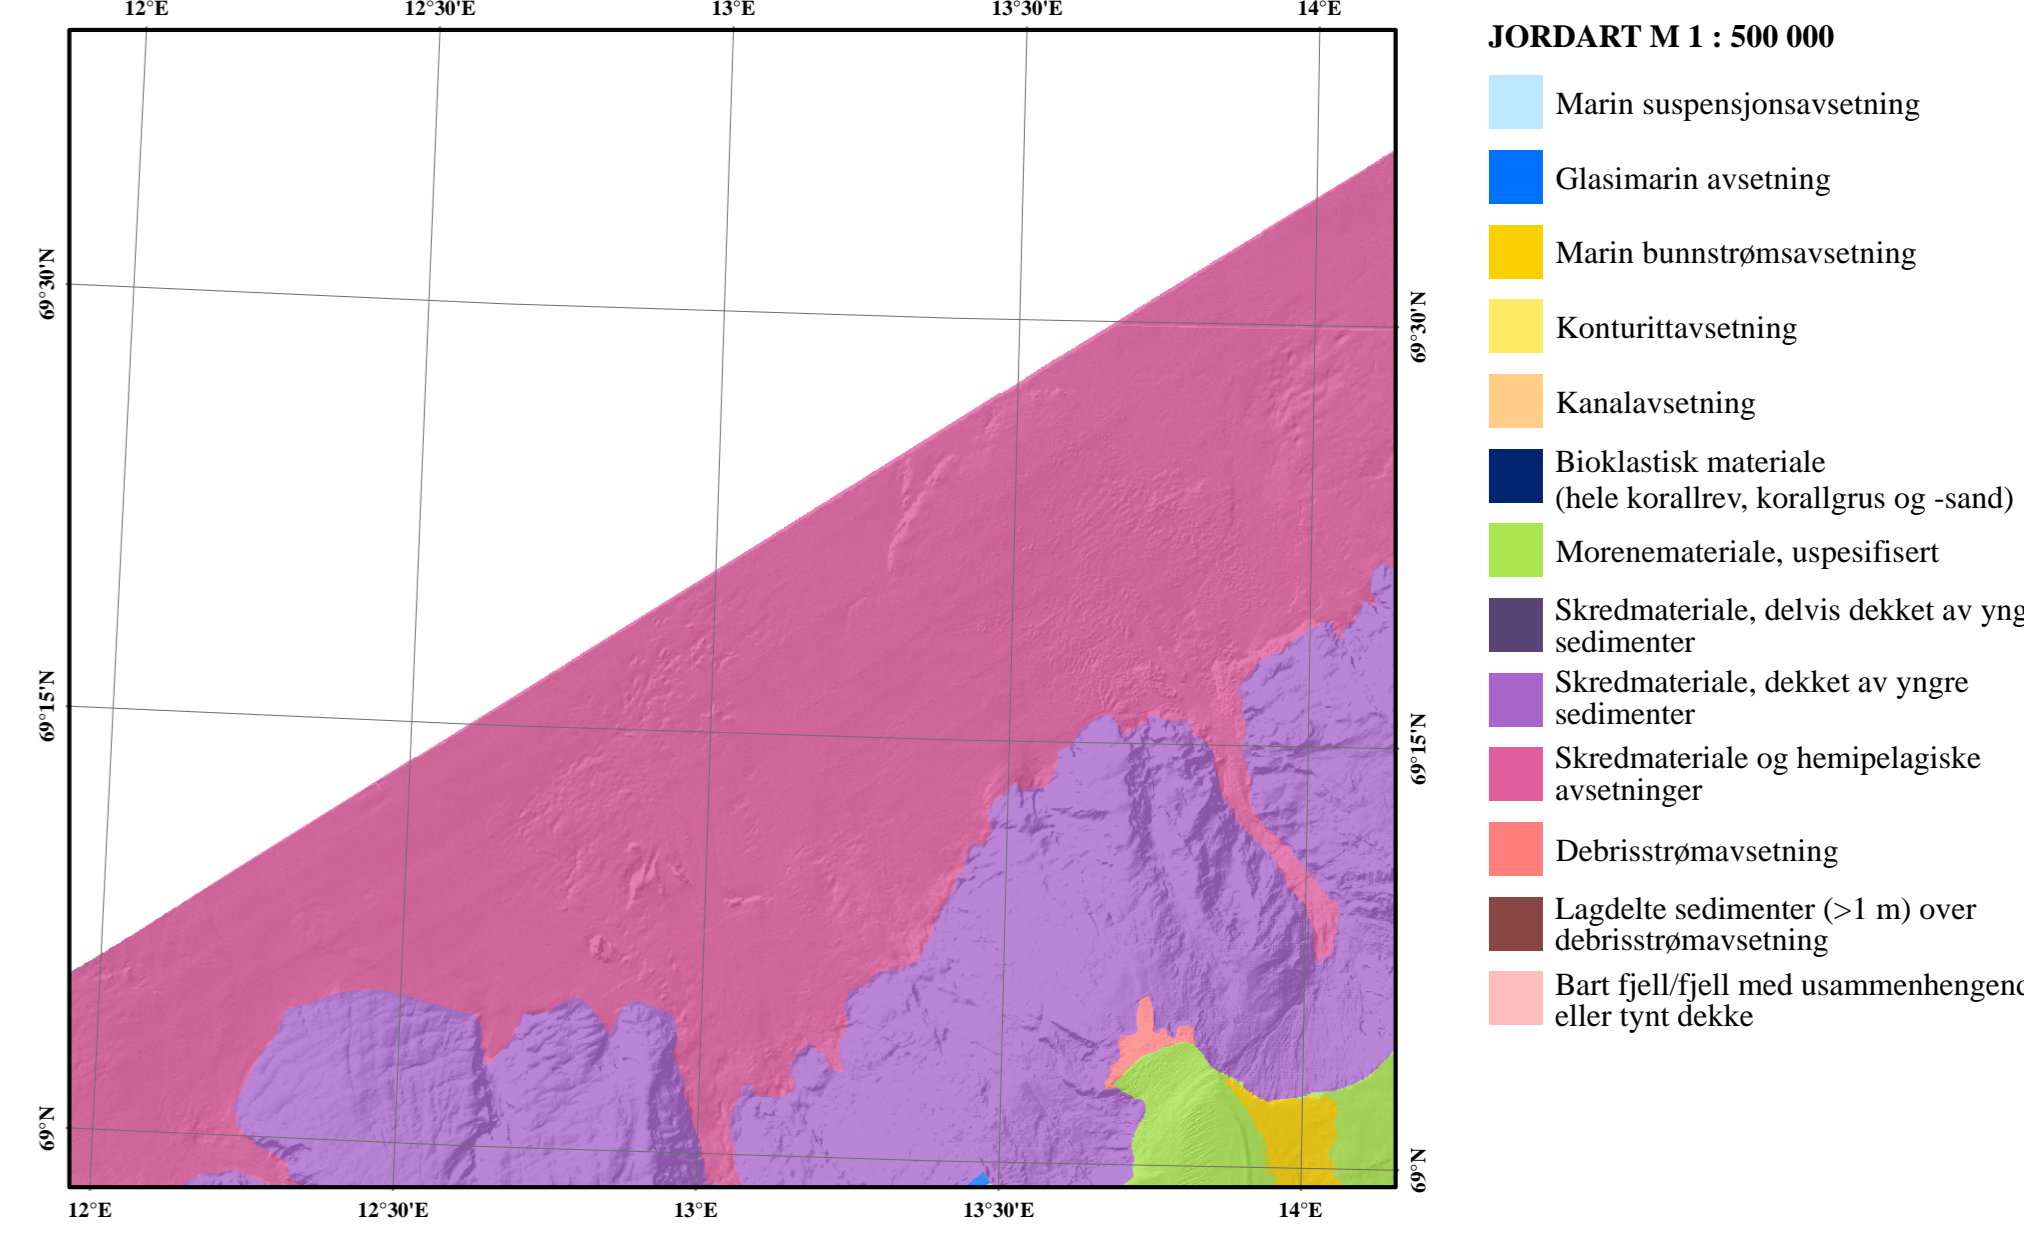 12°E
12°30'E
13°E
13°30'E
14°E
69°30'N
69°15'N
69°N
69°30'N
69°15'N
69°N
12°E
12°30'E
13°E
13°30'E
14°E
JORDART M 1 : 500 000
Marin suspensjonsavsetning
Glasimarin avsetning
Marin bunnstrømsavsetning
Konturittavsetning
Kanalavsetning
Bioklastisk materiale
(hele korallrev, korallgrus og -sand)
Morenemateriale, uspesifisert
Skredmateriale, delvis dekket av yng
sedimenter
Skredmateriale, dekket av yngre
sedimenter
Skredmateriale og hemipelagiske
avsetninger
Debrisstrømavsetning
Lagdelte sedimenter (>1 m) over
debrisstrømavsetning
Bart fjell/fjell med usammenhengend
eller tynt dekke